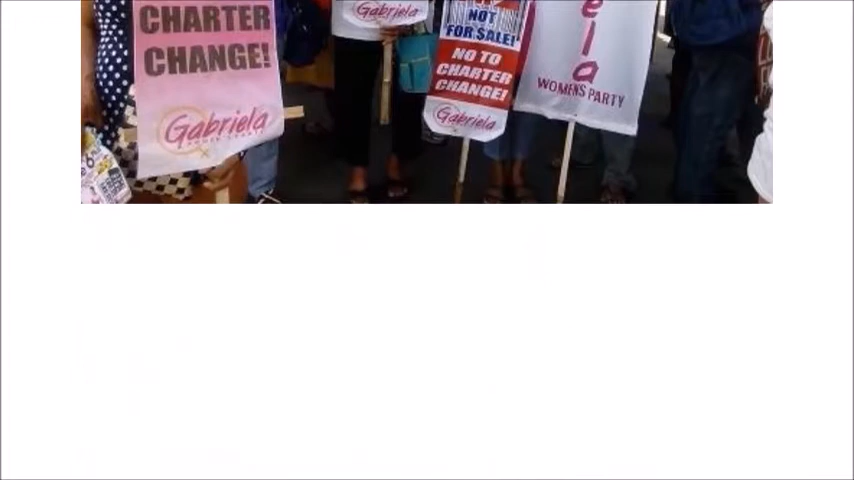 CHARTER
CHANGE!
Gabriela
Gabriela
NOT
FOR SALE!
NO TO
CHARTER
CHANGE!
Gabriela
ela
WOMENS PARTY